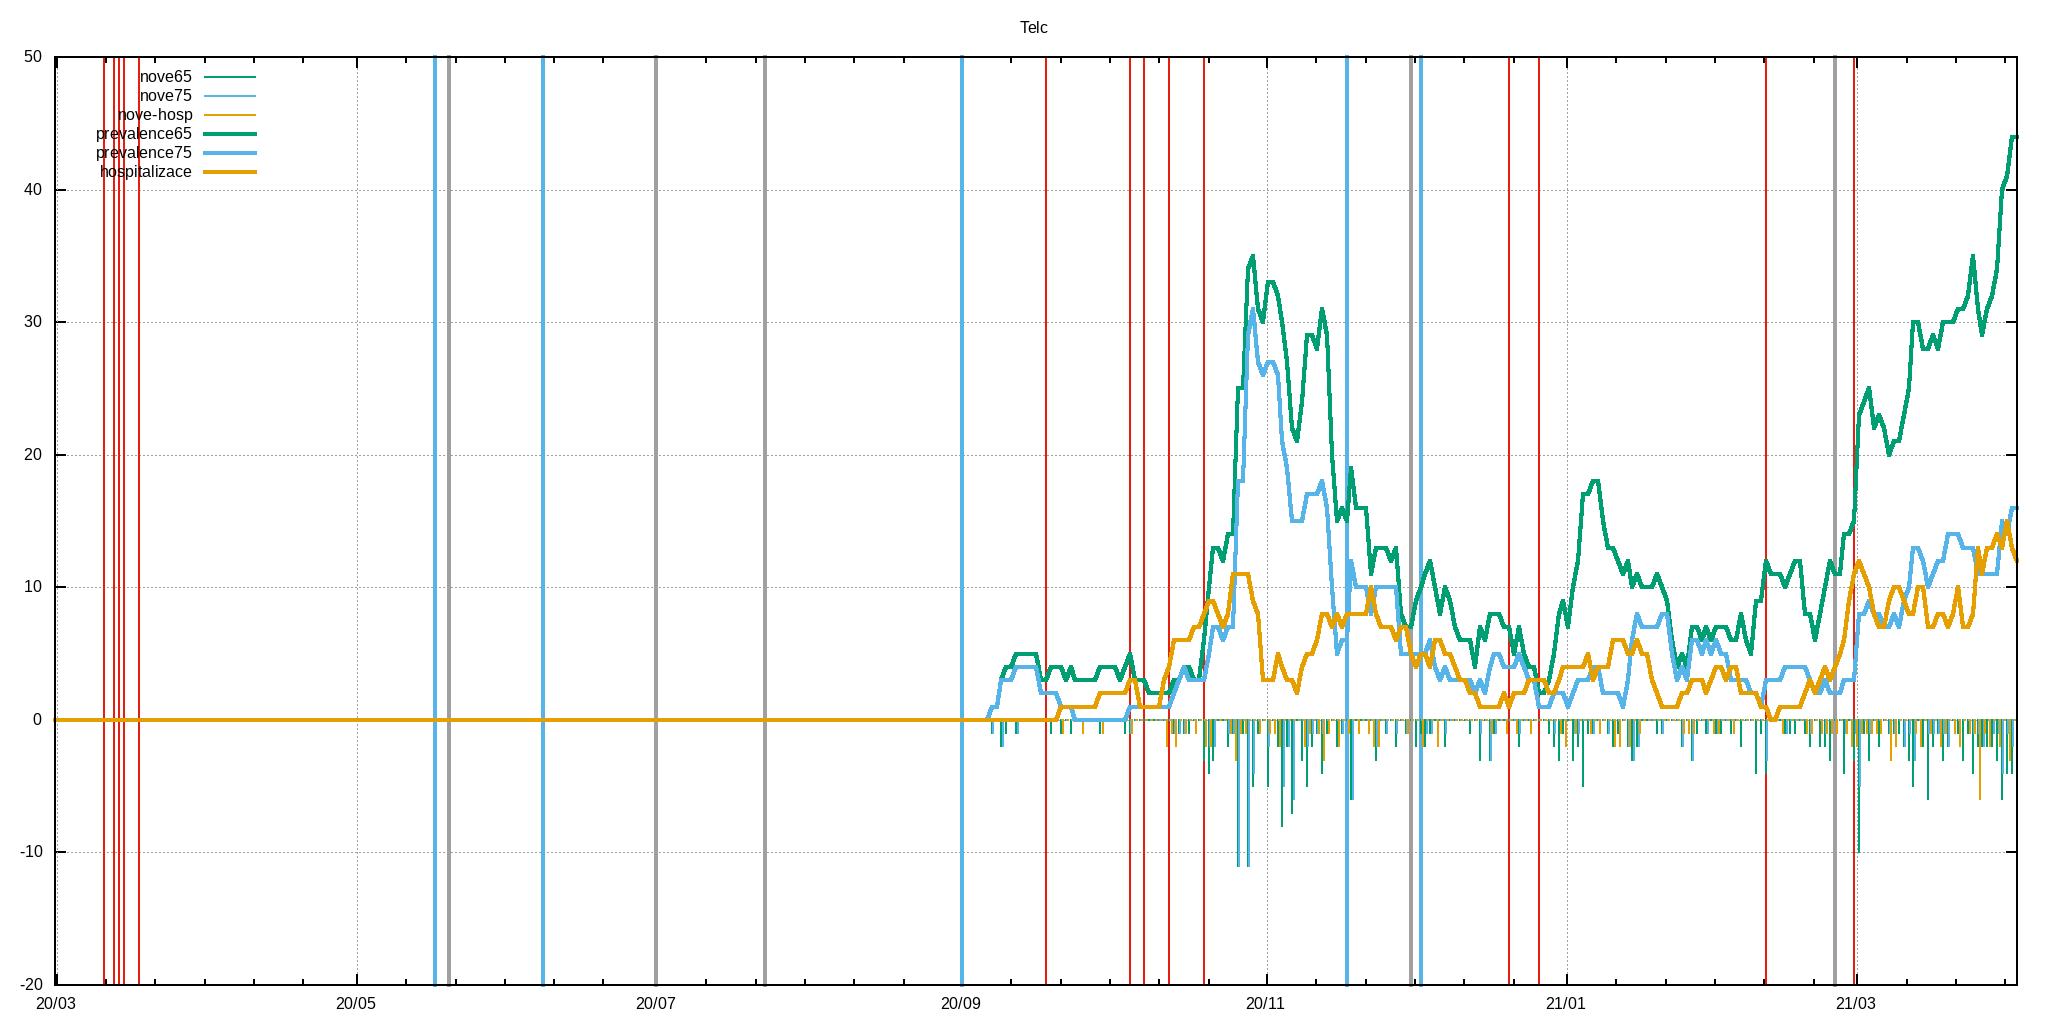 Telc
50
nove65
nove75
nove-hosp
prevalence65
prevalence75
hospitalizace
40
30
20
10
0
-10
-20
20/03 20/05 20/07 20/09 20/11 21/01 21/03